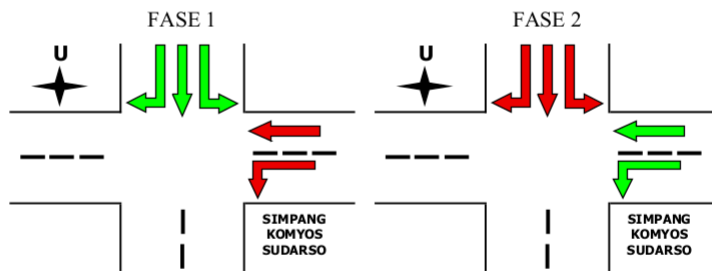 FASE 1
U
SIMPANG
KOMYOS
SUDARSO
FASE 2
U
SIMPANG
KOMYOS
SUDARSO